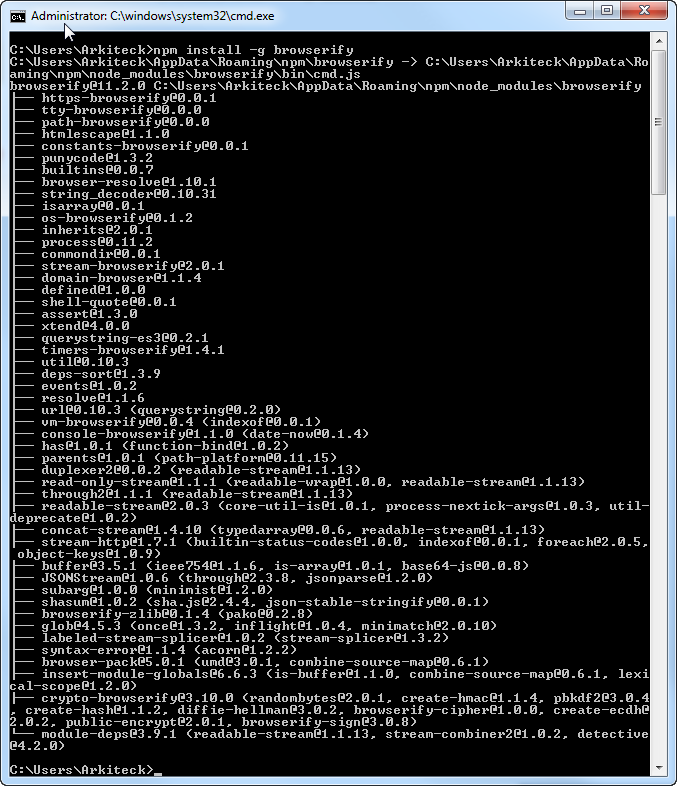 Administrator: C:\windows\system32\cmd.exe
C:\Users\Arkiteck>npm install -g browserify
C:\Users\Arkiteck\AppData\Roaming\npm\browserify -> C:\Users\Arkiteck\AppData\Ro
aming\npm\node_modules\browserify\bin\cmd.js
browserify@11.2.0 C:\Users\Arkiteck\AppData\Roaming\npm\node_modules\browserify
├── https-browserify@0.0.1
├── tty-browserify@0.0.0
├── path-browserify@0.0.0
├── htmlescape@1.1.0
├── constants-browserify@0.0.1
├── punycode@1.3.2
├── builtins@0.0.7
├── browser-resolve@1.10.1
├── string_decoder@0.10.31
├── isarray@0.0.1
├── os-browserify@0.1.2
├── inherits@2.0.1
├── process@0.11.2
├── commondir@0.0.1
├── stream-browserify@2.0.1
├── domain-browser@1.1.4
├── defined@1.0.0
├── shell-quote@0.0.1
├── assert@1.3.0
├── xtend@4.0.0
├── querystring-es3@0.2.1
├── timers-browserify@1.4.1
├── util@0.10.3
├── deps-sort@1.3.9
├── events@1.0.2
├── resolve@1.1.6
├── url@0.10.3 (querystring@0.2.0)
├── vm-browserify@0.0.4 (indexof@0.0.1)
├── console-browserify@1.1.0 (date-now@0.1.4)
├── has@1.0.1 (function-bind@1.0.2)
├── parents@1.0.1 (path-platform@0.11.15)
├── duplexer2@0.0.2 (readable-stream@1.1.13)
├── read-only-stream@1.1.1 (readable-wrap@1.0.0, readable-stream@1.1.13)
├── through2@1.1.1 (readable-stream@1.1.13)
├── readable-stream@2.0.3 (core-util-is@1.0.1, process-nextick-args@1.0.3, util-
deprecate@1.0.2)
├── concat-stream@1.4.10 (typedarray@0.0.6, readable-stream@1.1.13)
├── stream-http@1.7.1 (builtin-status-codes@1.0.0, indexof@0.0.1, foreach@2.0.5,
 object-keys@1.0.9)
├── buffer@3.5.1 (ieee754@1.1.6, is-array@1.0.1, base64-js@0.0.8)
├── JSONStream@1.0.6 (through@2.3.8, jsonparse@1.2.0)
├── subarg@1.0.0 (minimist@1.2.0)
├── shasum@1.0.2 (sha.js@2.4.4, json-stable-stringify@0.0.1)
├── browserify-zlib@0.1.4 (pako@0.2.8)
├── glob@4.5.3 (once@1.3.2, inflight@1.0.4, minimatch@2.0.10)
├── labeled-stream-splicer@1.0.2 (stream-splicer@1.3.2)
├── syntax-error@1.1.4 (acorn@1.2.2)
├── browser-pack@5.0.1 (umd@3.0.1, combine-source-map@0.6.1)
├── insert-module-globals@6.6.3 (is-buffer@1.1.0, combine-source-map@0.6.1, lexi
cal-scope@1.2.0)
├── crypto-browserify@3.10.0 (randombytes@2.0.1, create-hmac@1.1.4, pbkdf2@3.0.4
, create-hash@1.1.2, diffie-hellman@3.0.2, browserify-cipher@1.0.0, create-ecdh@
2.0.2, public-encrypt@2.0.1, browserify-sign@3.0.8)
└── module-deps@3.9.1 (readable-stream@1.1.13, stream-combiner2@1.0.2, detective
@4.2.0)
C:\Users\Arkiteck>_